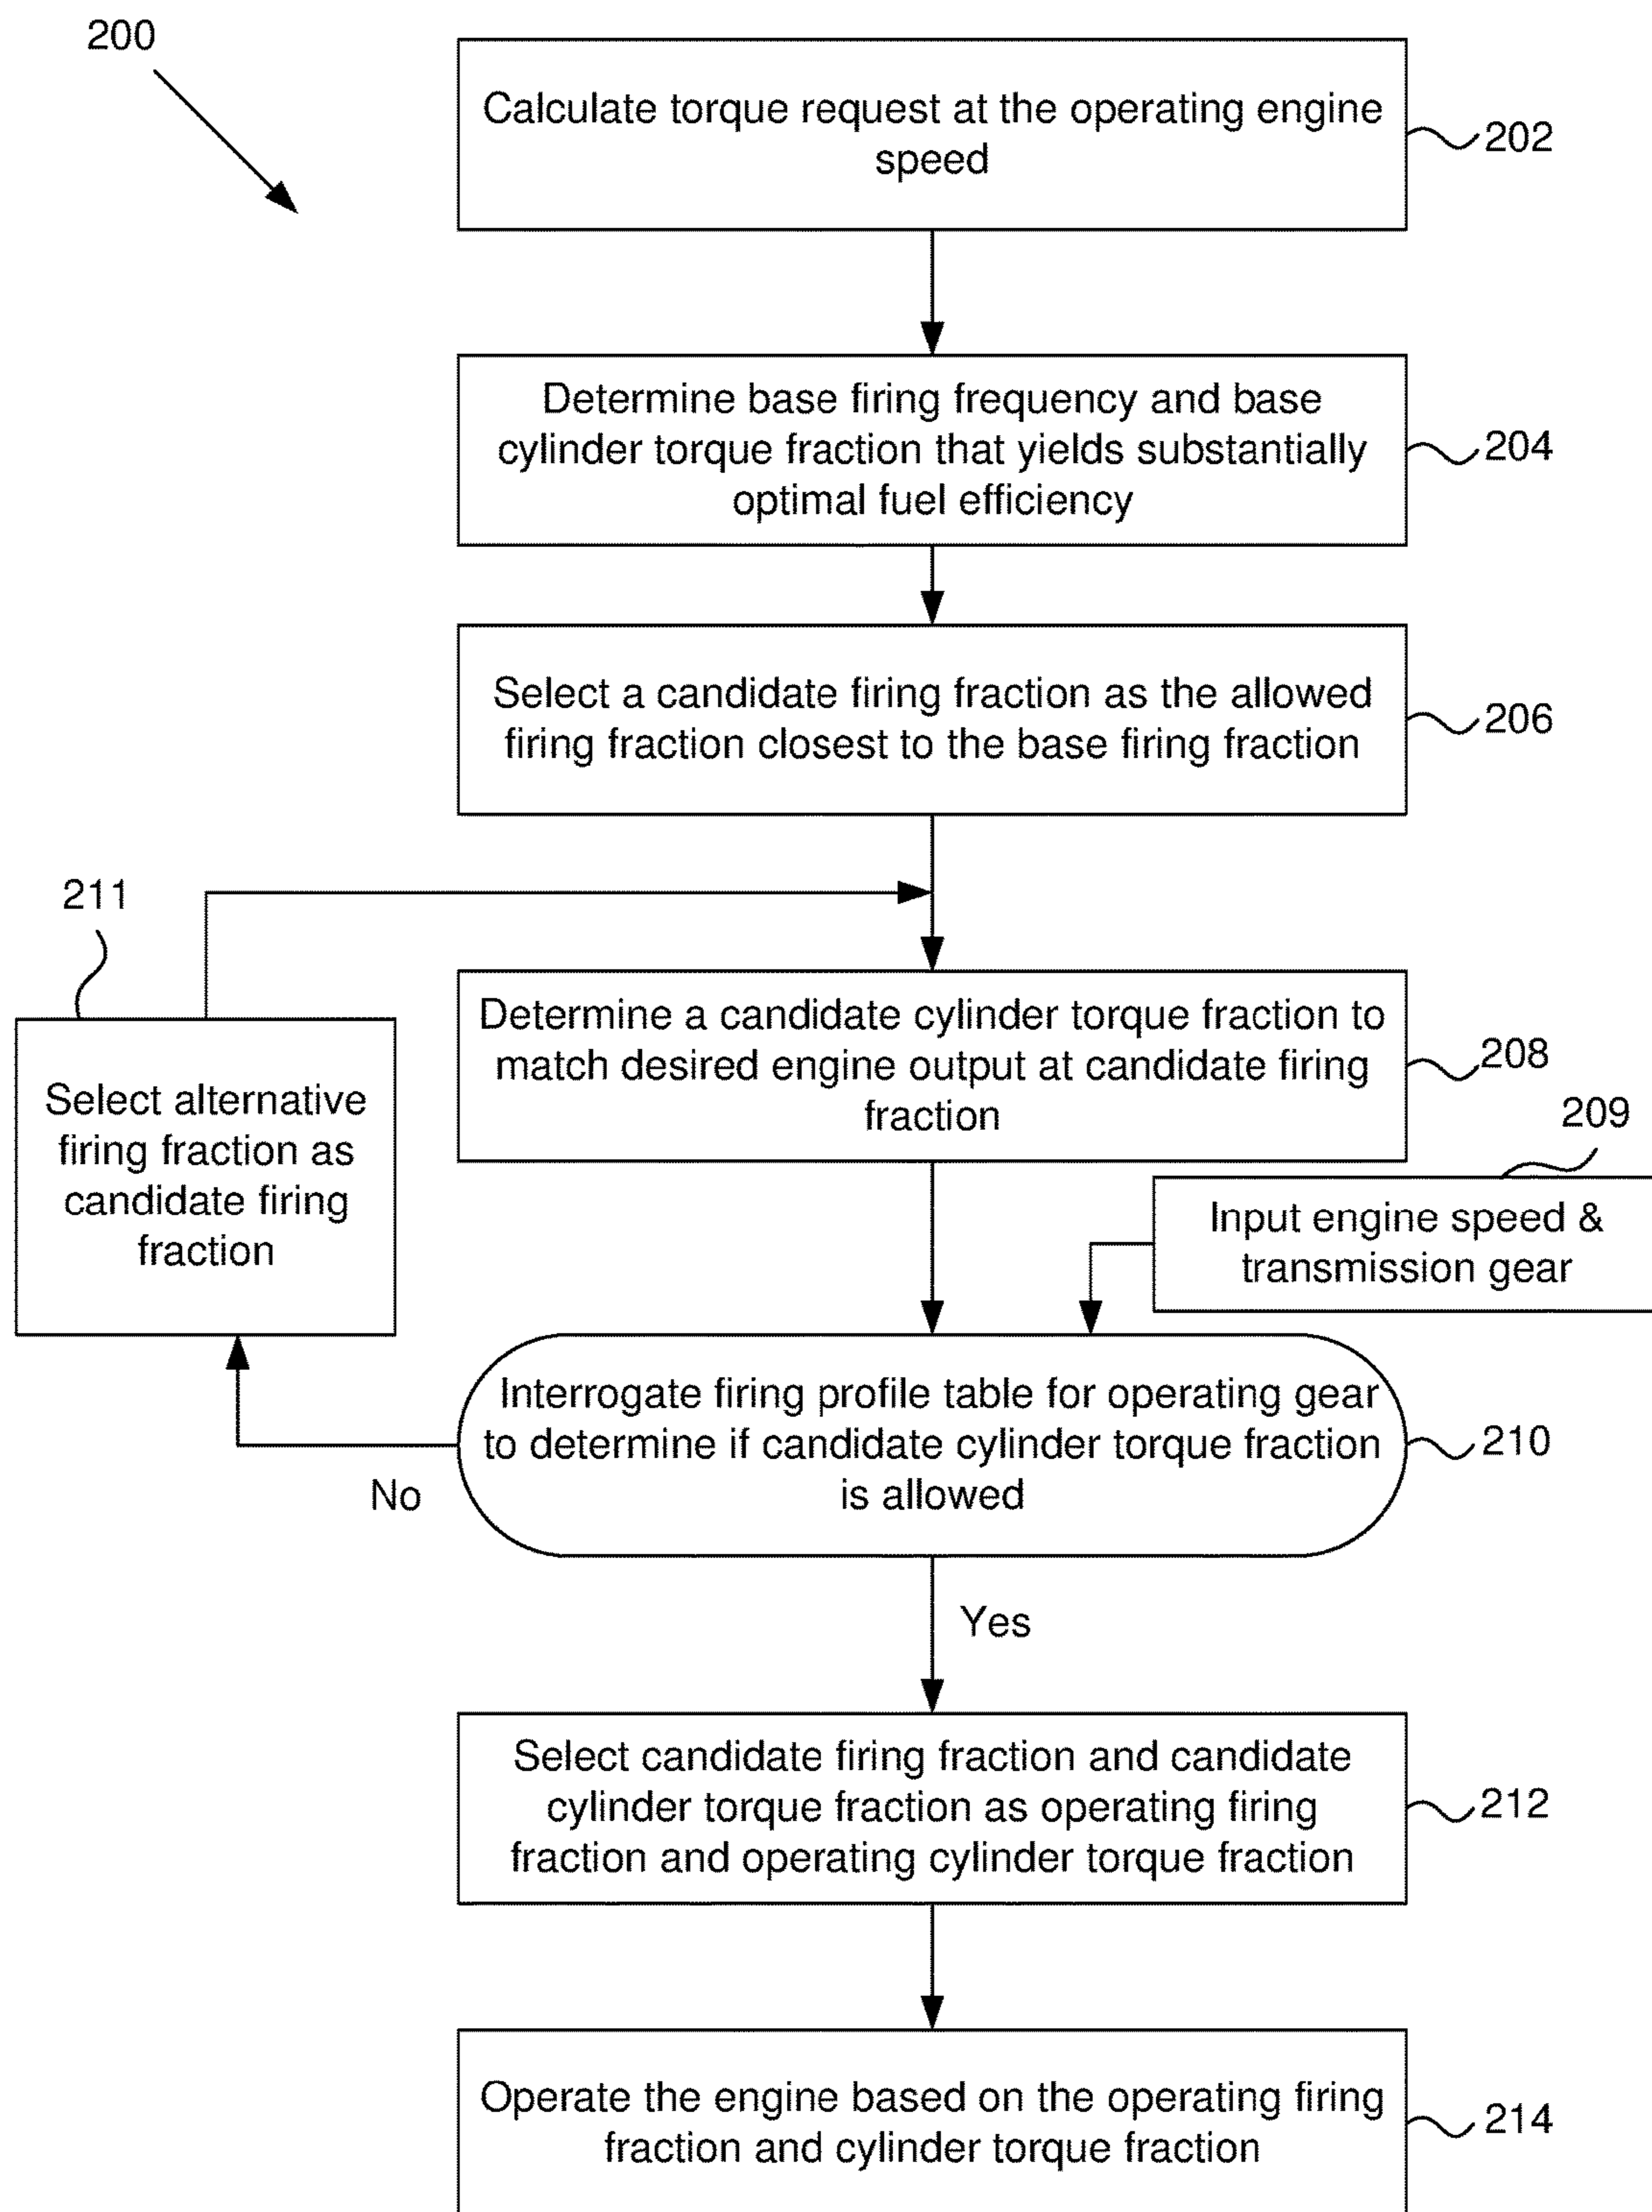 200
Calculate torque request at the operating engine
speed
202
Determine base firing frequency and base
cylinder torque fraction that yields substantially
optimal fuel efficiency
204
Select a candidate firing fraction as the allowed
firing fraction closest to the base firing fraction
206
211
Select alternative
firing fraction as
candidate firing
fraction
Determine a candidate cylinder torque fraction to
match desired engine output at candidate firing
fraction
208
209
Input engine speed &
transmission gear
Interrogate firing profile table for operating gear
to determine if candidate cylinder torque fraction
is allowed
210
No
Yes
Select candidate firing fraction and candidate
cylinder torque fraction as operating firing
fraction and operating cylinder torque fraction
212
Operate the engine based on the operating firing
fraction and cylinder torque fraction
214